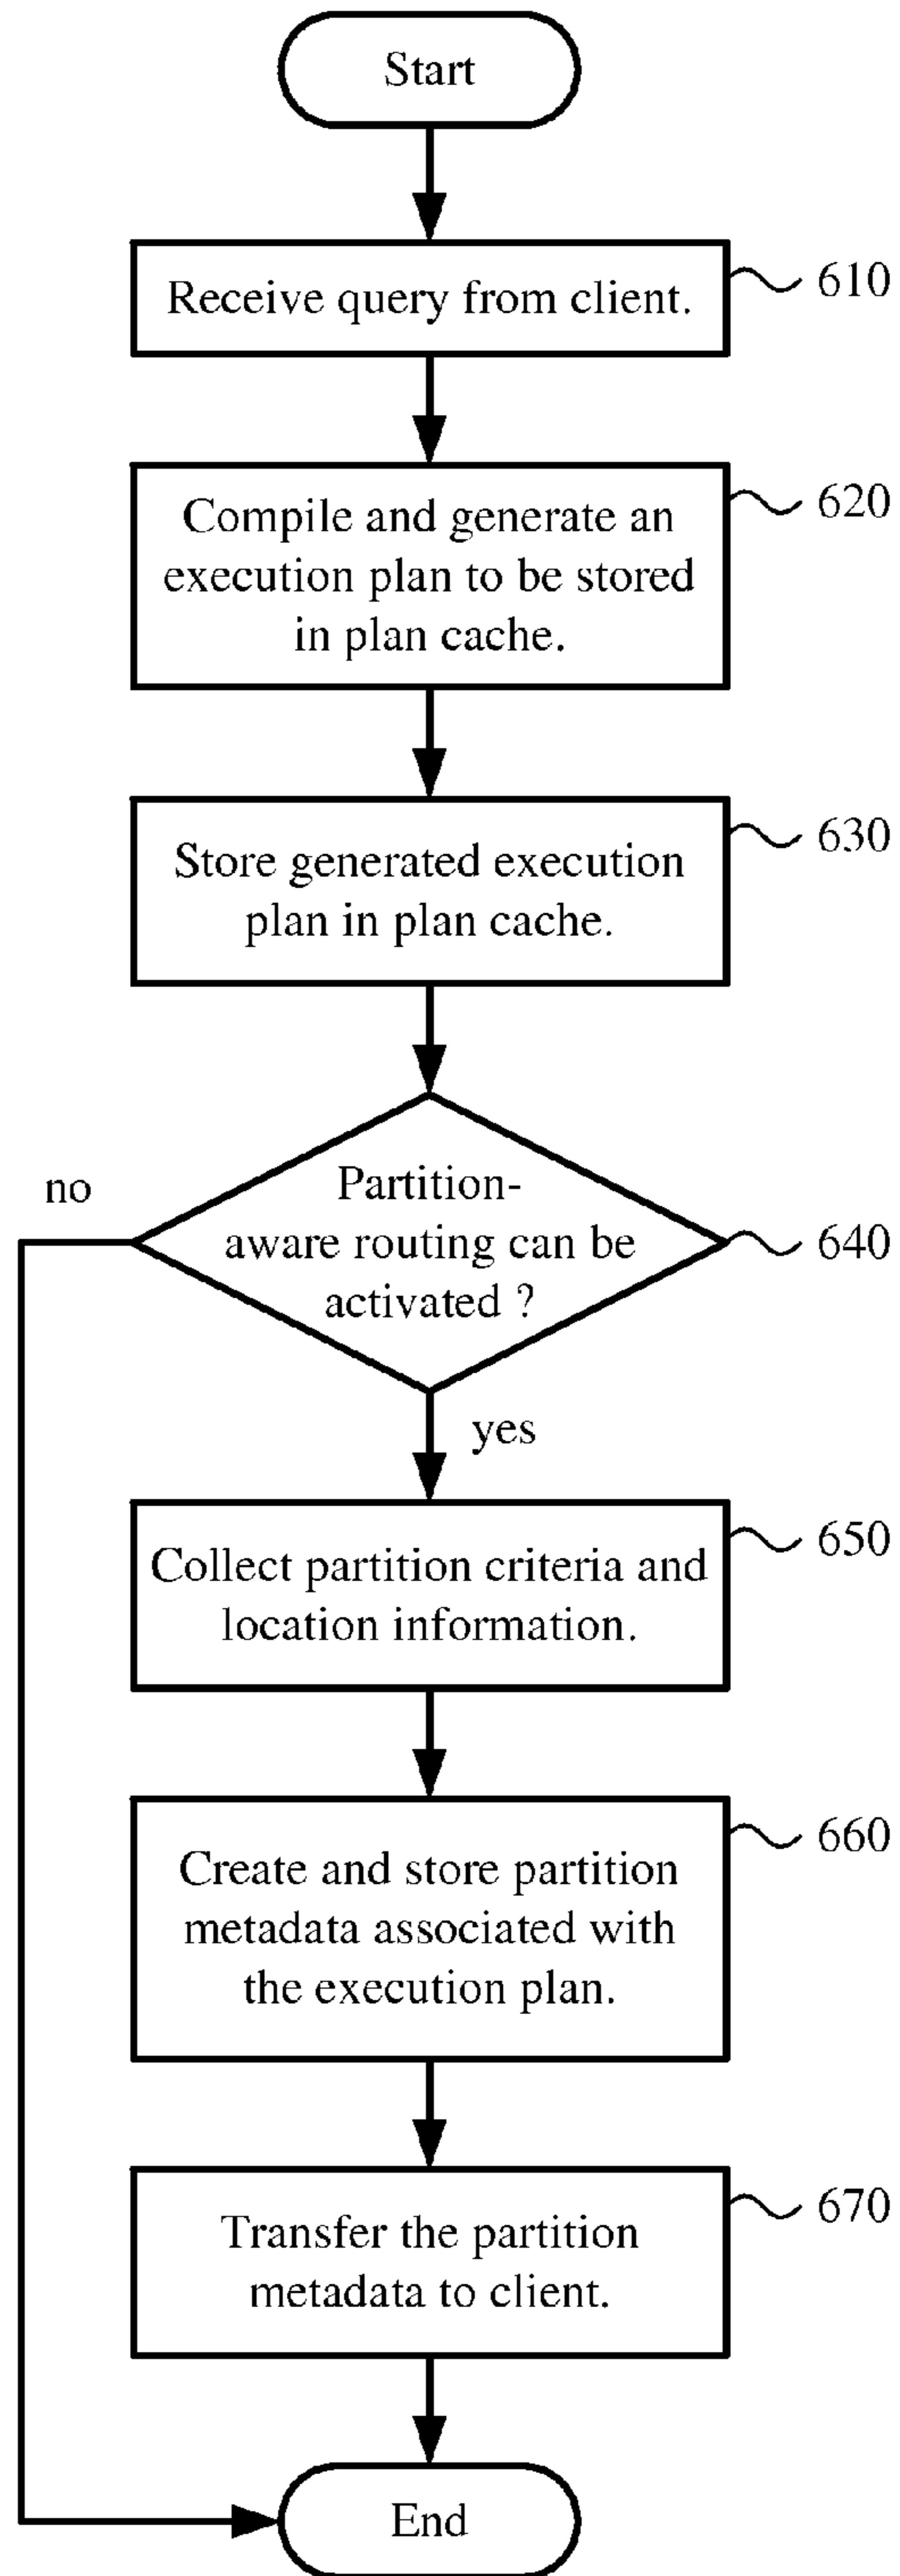 Start
Receive query from client.
610
Compile and generate an
execution plan to be stored
in plan cache.
620
Store generated execution
plan in plan cache.
630
Partition-
aware routing can be
activated ?
640
no
yes
Collect partition criteria and
location information.
650
Create and store partition
metadata associated with
the execution plan.
660
Transfer the partition
metadata to client.
670
End